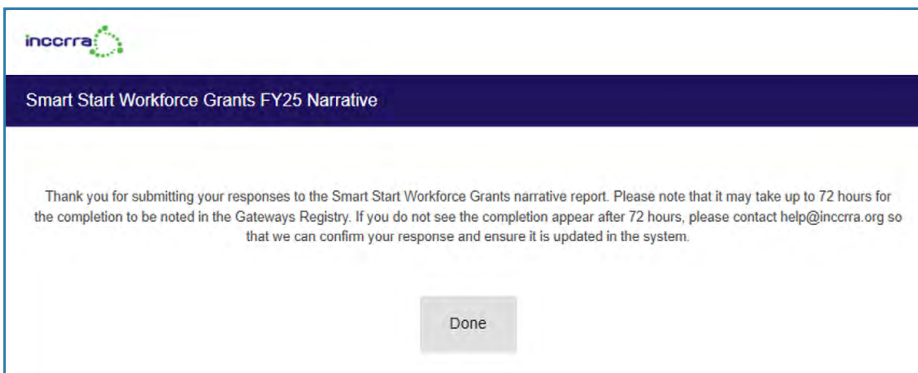 inccrra
Smart Start Workforce Grants FY25 Narrative
Thank you for submitting your responses to the Smart Start Workforce Grants narrative report. Please note that it may take up to 72 hours for
the completion to be noted in the Gateways Registry. If you do not see the completion appear after 72 hours, please contact help@inccrra.org so
that we can confirm your response and ensure it is updated in the system.
Done